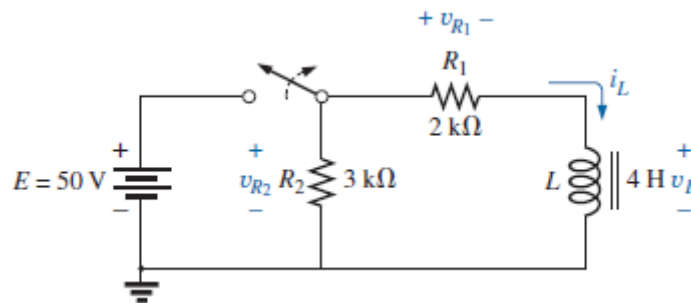 + v_{R_1} −
R_1
i_L
2 kΩ
+
E = 50 V
−
+
v_{R_2}
−
R_2
3 kΩ
L
4 H
+
v_L
−